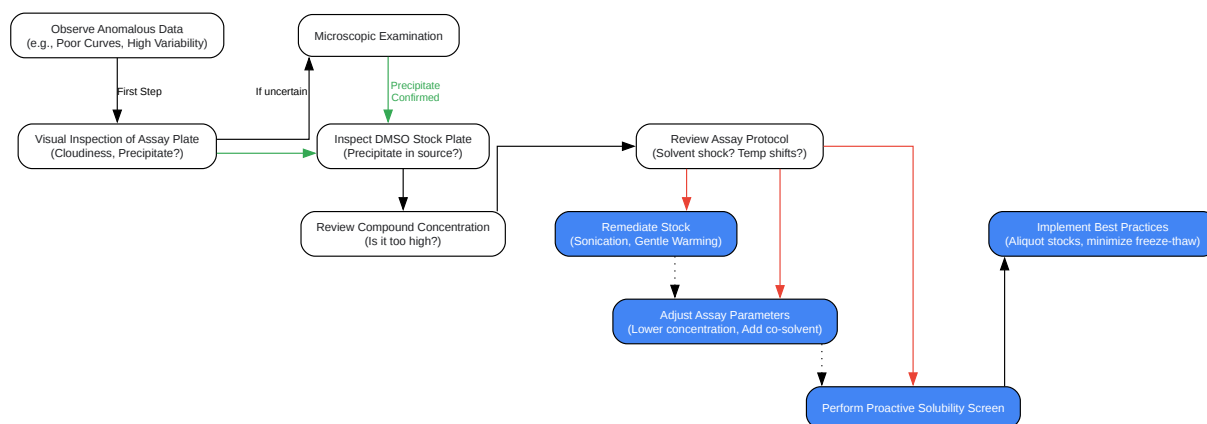 Observe Anomalous Data
(e.g., Poor Curves, High Variability)
Microscopic Examination
First Step
If uncertain
Precipitate
Confirmed
Visual Inspection of Assay Plate
(Cloudiness, Precipitate?)
Inspect DMSO Stock Plate
(Precipitate in source?)
Review Assay Protocol
(Solvent shock? Temp shifts?)
Review Compound Concentration
(Is it too high?)
Remediate Stock
(Sonication, Gentle Warming)
Implement Best Practices
(Aliquot stocks, minimize freeze-thaw)
Adjust Assay Parameters
(Lower concentration, Add co-solvent)
Perform Proactive Solubility Screen